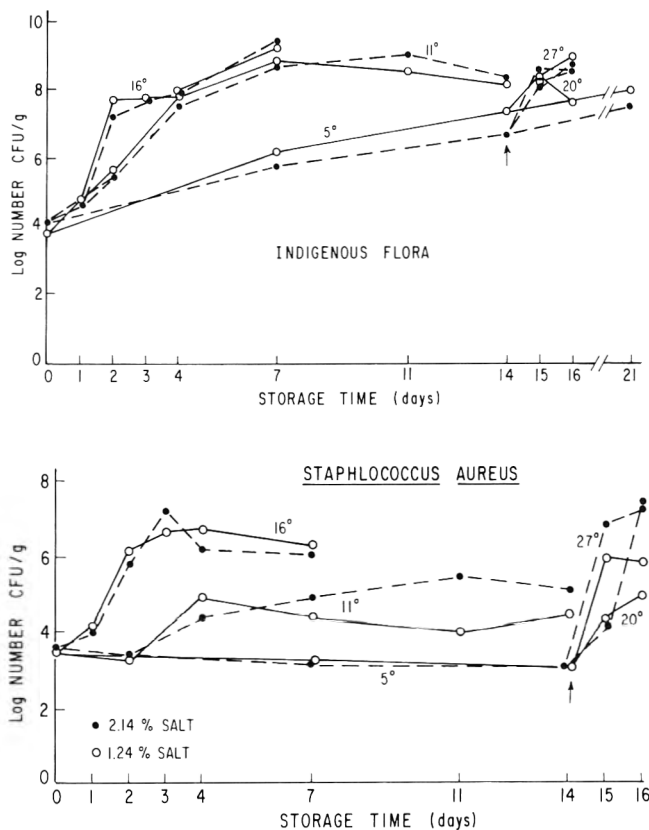 10
8
6
4
2
0
Log NUMBER CFU/g
16°
11°
5°
27°
20°
INDIGENOUS FLORA
0 1 2 3 4 7 11 14 15 16 21
STORAGE TIME (days)
STAPHLOCOCCUS AUREUS
8
6
4
2
0
Log NUMBER CFU/g
16°
11°
5°
27°
20°
2.14 % SALT
1.24 % SALT
0 1 2 3 4 7 11 14 15 16
STORAGE TIME (days)